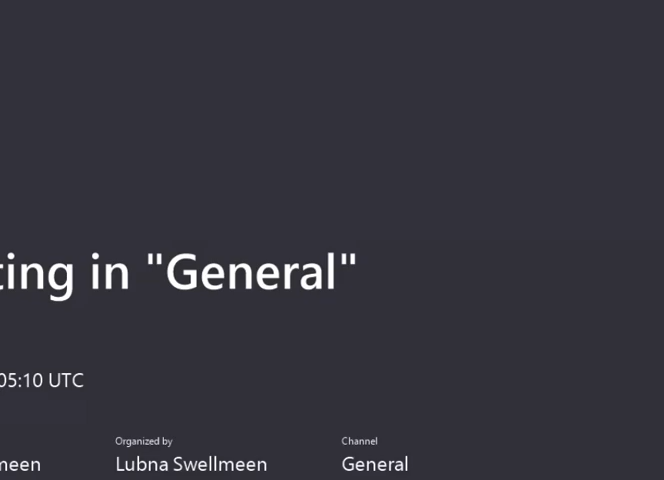 ting in "General"
05:10 UTC
Organized by
Channel
meen
Lubna Swellmeen
General